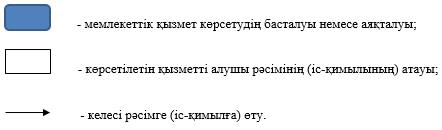 - мемлекеттік қызмет көрсетудің басталуы немесе аяқталуы;
- көрсетілетін қызметті алушы рәсімінің (іс-қимылының) атауы;
- келесі рәсімге (іс-қимылға) өту.